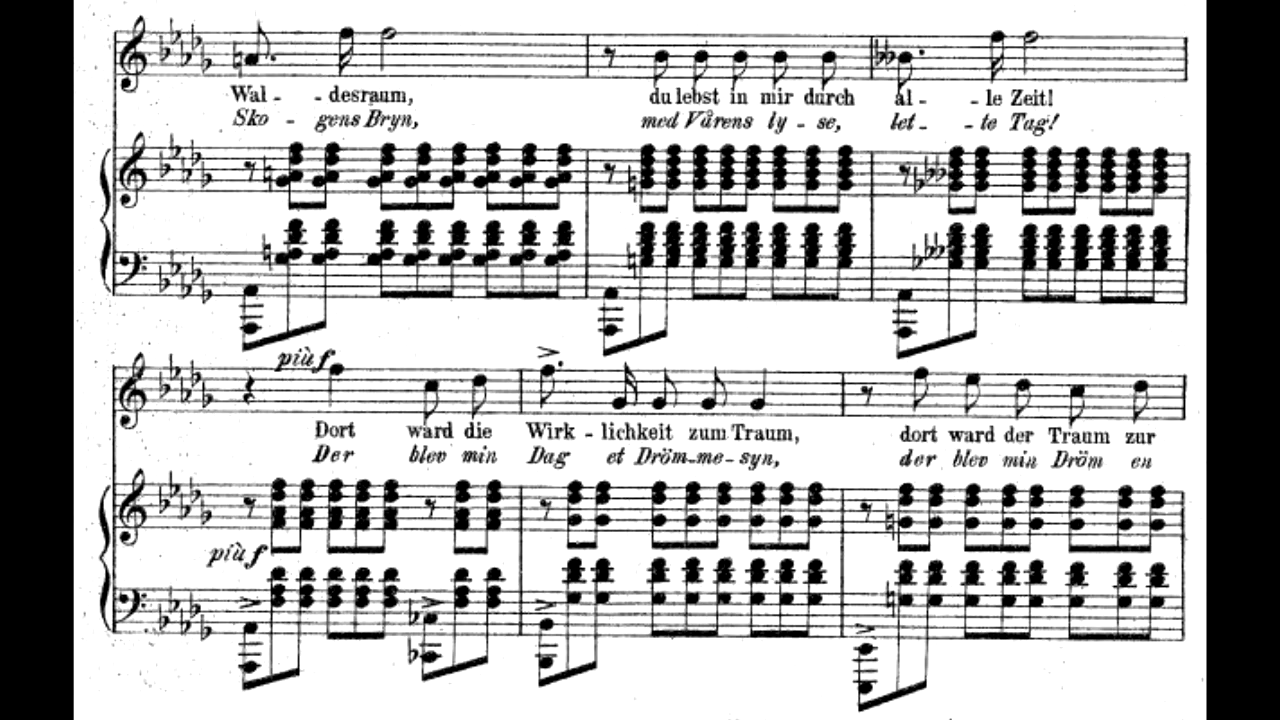 Wal - - desraum, du lebst in mir durch al - - le Zeit!
Sko - gens Bryn, med Vårens ly - se, let - - te Tag!
più f
Dort ward die Wirk - lichkeit zum Traum, dort ward der Traum zur
Der blev min Dag et Dröm - me - syn, der blev min Dröm en
più f